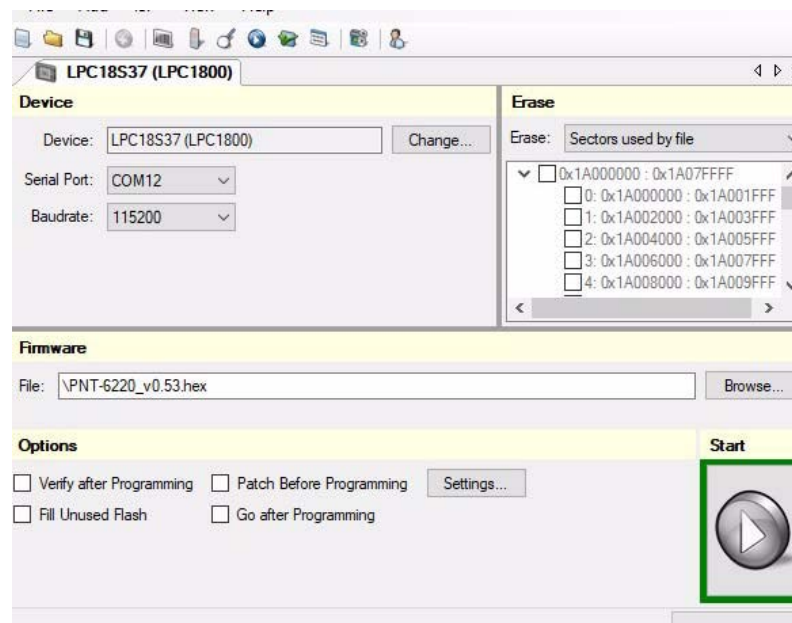 LPC18S37 (LPC1800)
Device
Device: LPC18S37 (LPC1800) Change...
Serial Port: COM12
Baudrate: 115200
Erase
Erase: Sectors used by file
0x1A000000 : 0x1A07FFFF
0: 0x1A000000 : 0x1A001FFF
1: 0x1A002000 : 0x1A003FFF
2: 0x1A004000 : 0x1A005FFF
3: 0x1A006000 : 0x1A007FFF
4: 0x1A008000 : 0x1A009FFF
Firmware
File: \PNT-6220_v0.53.hex Browse...
Options
Verify after Programming Patch Before Programming Settings...
Fill Unused Flash Go after Programming
Start